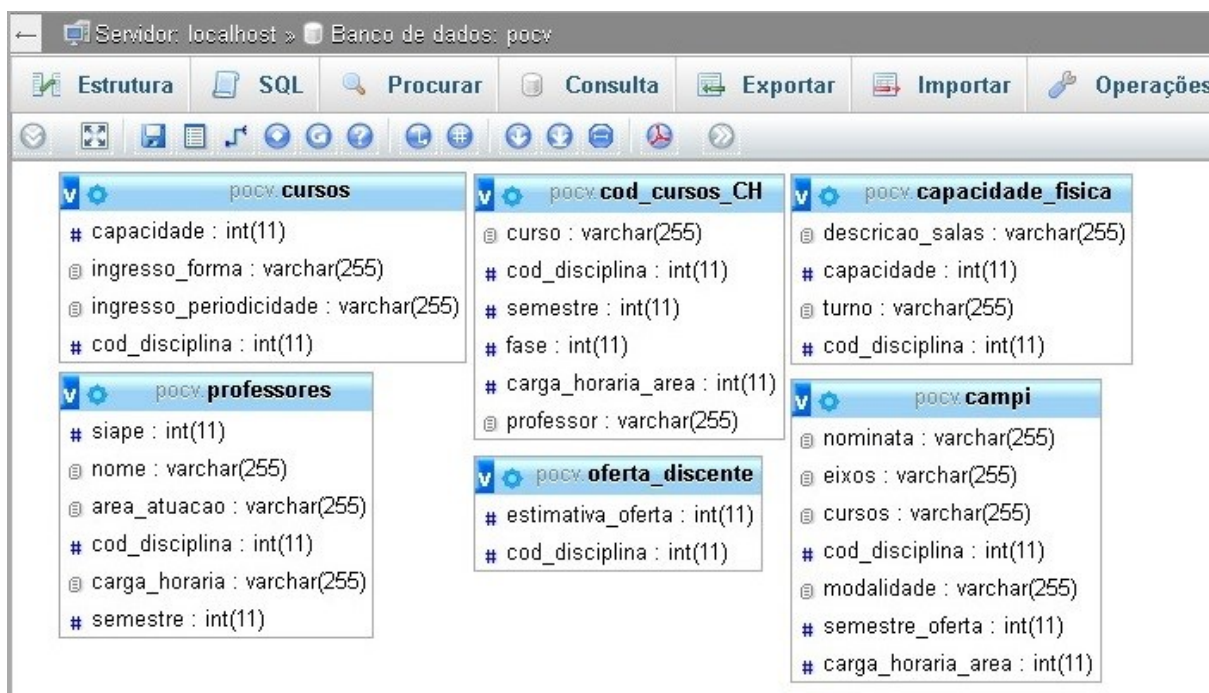 Servidor: localhost » Banco de dados: pocv
Estrutura SQL Procurar Consulta Exportar Importar Operações
pocv.cursos
# capacidade : int(11)
ingresso_forma : varchar(255)
ingresso_periodicidade : varchar(255)
# cod_disciplina : int(11)
pocv.cod_cursos_CH
curso : varchar(255)
# cod_disciplina : int(11)
# semestre : int(11)
# fase : int(11)
# carga_horaria_area : int(11)
professor : varchar(255)
pocv.capacidade_fisica
descricao_salas : varchar(255)
# capacidade : int(11)
turno : varchar(255)
# cod_disciplina : int(11)
pocv.professores
# siape : int(11)
nome : varchar(255)
area_atuacao : varchar(255)
# cod_disciplina : int(11)
carga_horaria : varchar(255)
# semestre : int(11)
pocv.oferta_discente
# estimativa_oferta : int(11)
# cod_disciplina : int(11)
pocv.campi
nominata : varchar(255)
eixos : varchar(255)
cursos : varchar(255)
# cod_disciplina : int(11)
modalidade : varchar(255)
# semestre_oferta : int(11)
# carga_horaria_area : int(11)